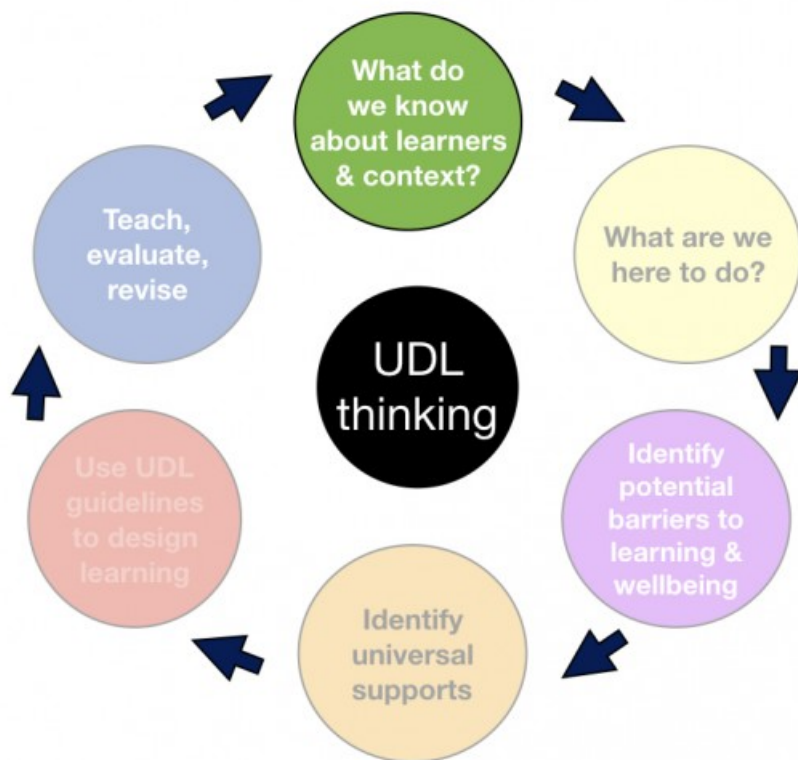 What do
we know
about learners
& context?
What are we
here to do?
Identify
potential
barriers to
learning &
wellbeing
Identify
universal
supports
Use UDL
guidelines
to design
learning
Teach,
evaluate,
revise
UDL
thinking